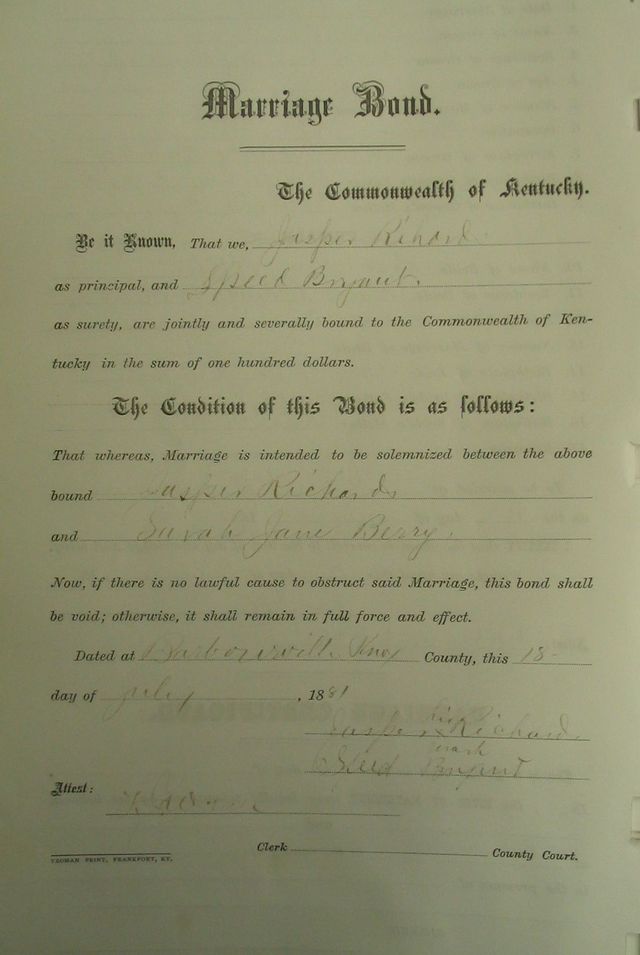 Marriage Bond.
The Commonwealth of Kentucky.
Be it Known, That we, Jasper Richards
as principal, and Speed Bryant.
as surety, are jointly and severally bound to the Commonwealth of Ken-
tucky in the sum of one hundred dollars.
The Condition of this Bond is as follows:
That whereas, Marriage is intended to be solemnized between the above
bound Jasper Richards
and Sarah Jane Berry.
Now, if there is no lawful cause to obstruct said Marriage, this bond shall
be void; otherwise, it shall remain in full force and effect.
Dated at Barbourville Knox County, this 18
day of July, 1881
Jasper his Richards
mark
Speed Bryant
Attest:
Clerk County Court.
YEOMAN PRINT, FRANKFORT, KY.